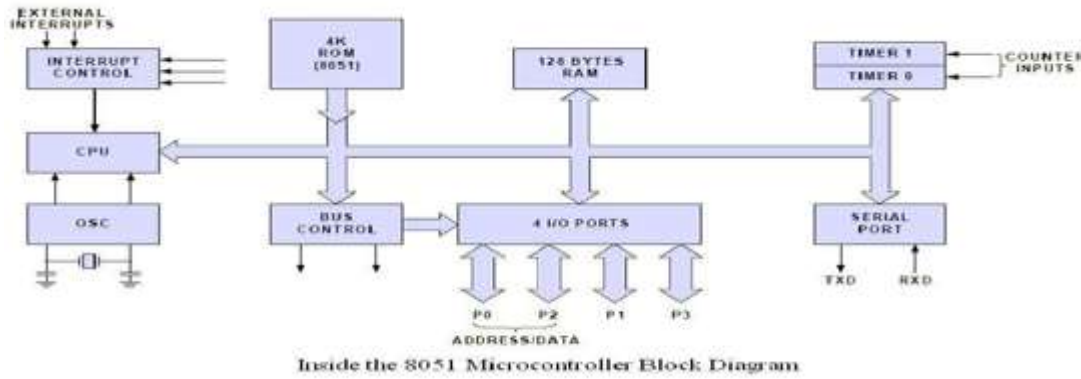 EXTERNAL
INTERRUPTS
INTERRUPT
CONTROL
4K
ROM
(8051)
128 BYTES
RAM
TIMER 1
TIMER 0
COUNTER
INPUTS
CPU
OSC
BUS
CONTROL
4 I/O PORTS
SERIAL
PORT
TXD RXD
P0 P2 P1 P3
ADDRESS/DATA
Inside the 8051 Microcontroller Block Diagram